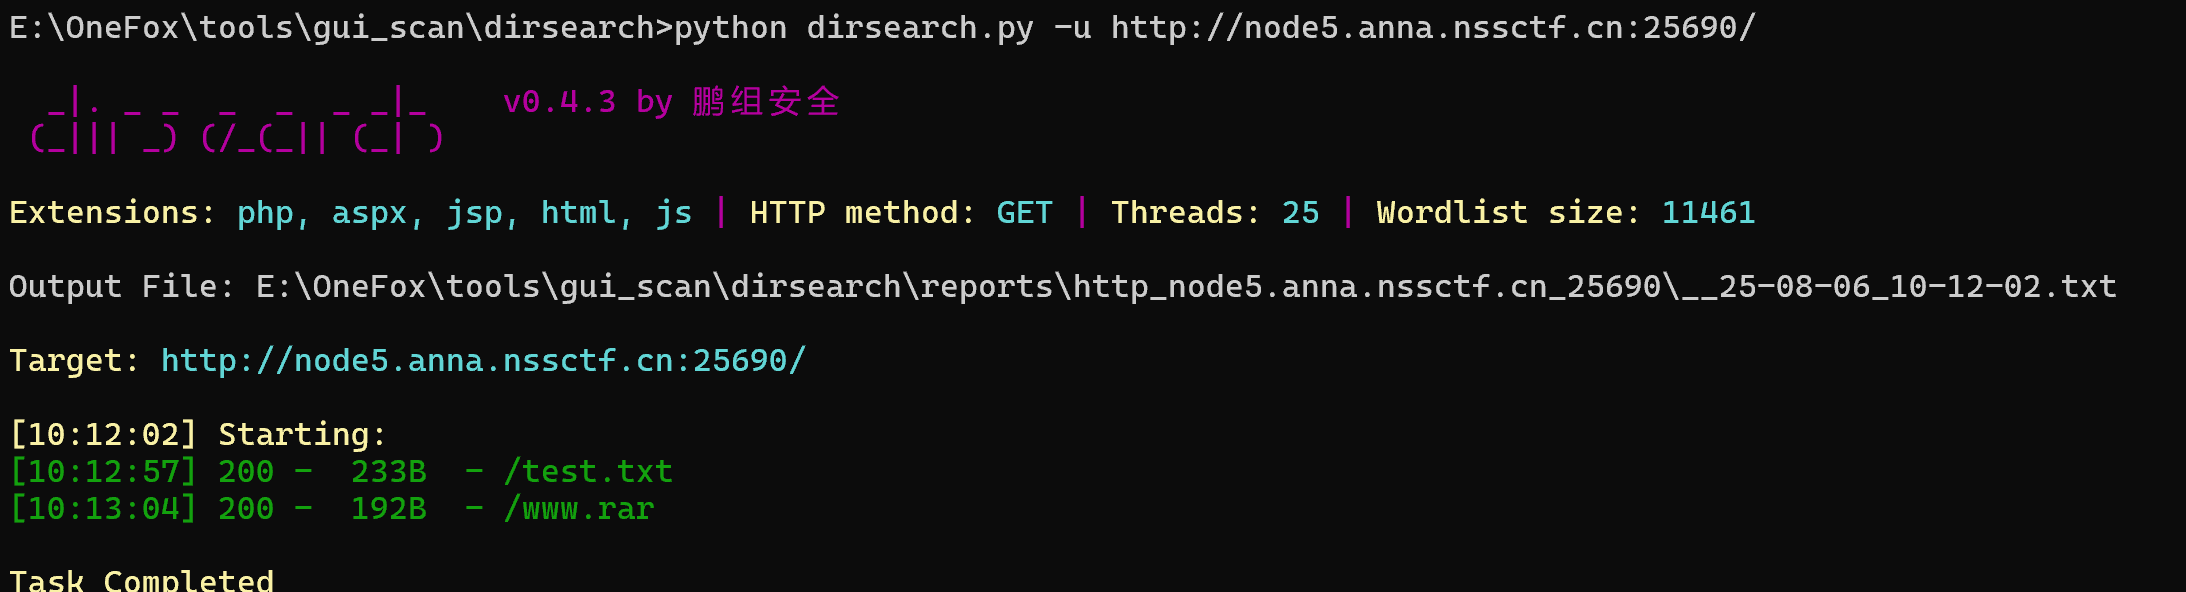 E:\OneFox\tools\gui_scan\dirsearch>python dirsearch.py -u http://node5.anna.nssctf.cn:25690/
  _|. _ _  _  _  _ _|_    v0.4.3 by 鹏组安全
 (_||| _) (/_(_|| (_| )
Extensions: php, aspx, jsp, html, js | HTTP method: GET | Threads: 25 | Wordlist size: 11461
Output File: E:\OneFox\tools\gui_scan\dirsearch\reports\http_node5.anna.nssctf.cn_25690\__25-08-06_10-12-02.txt
Target: http://node5.anna.nssctf.cn:25690/
[10:12:02] Starting:
[10:12:57] 200 -  233B  - /test.txt
[10:13:04] 200 -  192B  - /www.rar
Task Completed